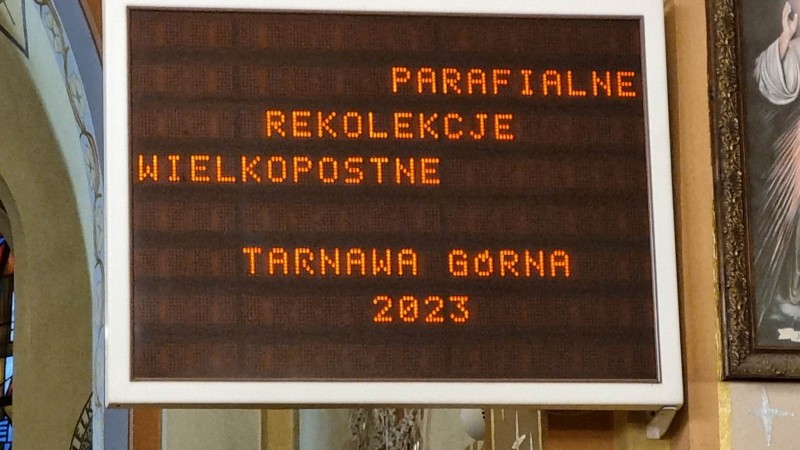 PARAFIALNE
REKOLEKCJE
WIELKOPOSTNE
TARNAWA GÓRNA
2023